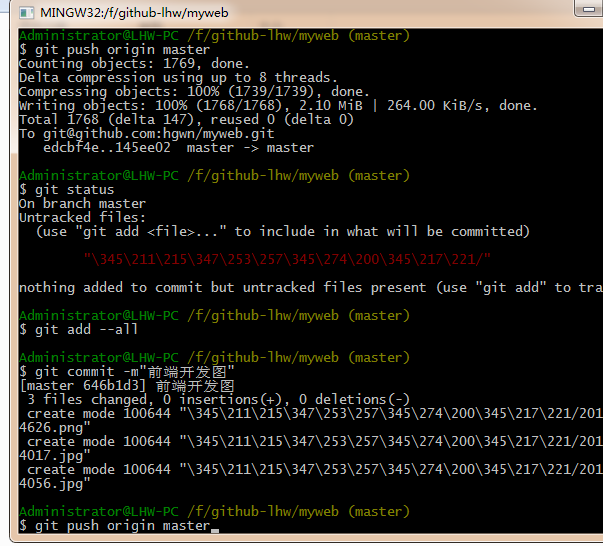 MINGW32:/f/github-lhw/myweb
Administrator@LHW-PC /f/github-lhw/myweb (master)
$ git push origin master
Counting objects: 1769, done.
Delta compression using up to 8 threads.
Compressing objects: 100% (1739/1739), done.
Writing objects: 100% (1768/1768), 2.10 MiB | 264.00 KiB/s, done.
Total 1768 (delta 147), reused 0 (delta 0)
To git@github.com:hgwn/myweb.git
   edcbf4e..145ee02  master -> master
Administrator@LHW-PC /f/github-lhw/myweb (master)
$ git status
On branch master
Untracked files:
  (use "git add <file>..." to include in what will be committed)
        "\345\211\215\347\253\257\345\274\200\345\217\221/"
nothing added to commit but untracked files present (use "git add" to tra
Administrator@LHW-PC /f/github-lhw/myweb (master)
$ git add --all
Administrator@LHW-PC /f/github-lhw/myweb (master)
$ git commit -m"前端开发图"
[master 646b1d3] 前端开发图
 3 files changed, 0 insertions(+), 0 deletions(-)
 create mode 100644 "\345\211\215\347\253\257\345\274\200\345\217\221/201
4626.png"
 create mode 100644 "\345\211\215\347\253\257\345\274\200\345\217\221/201
4017.jpg"
 create mode 100644 "\345\211\215\347\253\257\345\274\200\345\217\221/201
4056.jpg"
Administrator@LHW-PC /f/github-lhw/myweb (master)
$ git push origin master